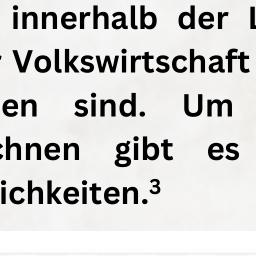 innerhalb der L
r Volkswirtschaft
en sind. Um
chnen gibt es
ichkeiten.³